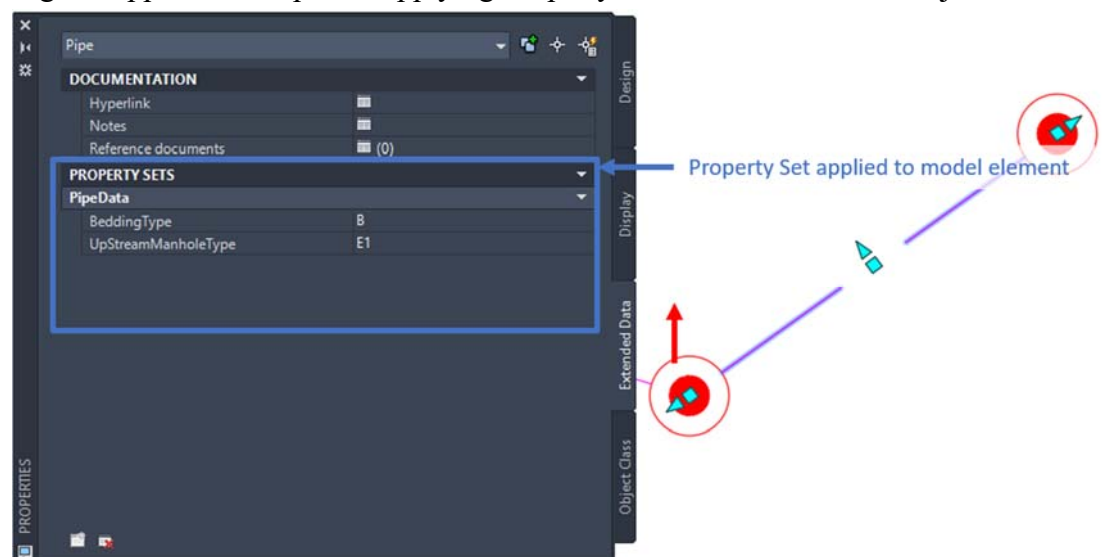 Pipe
DOCUMENTATION
Hyperlink
Notes
Reference documents (0)
PROPERTY SETS
PipeData
BeddingType B
UpStreamManholeType E1
Design
Display
Extended Data
Object Class
PROPERTIES
Property Set applied to model element